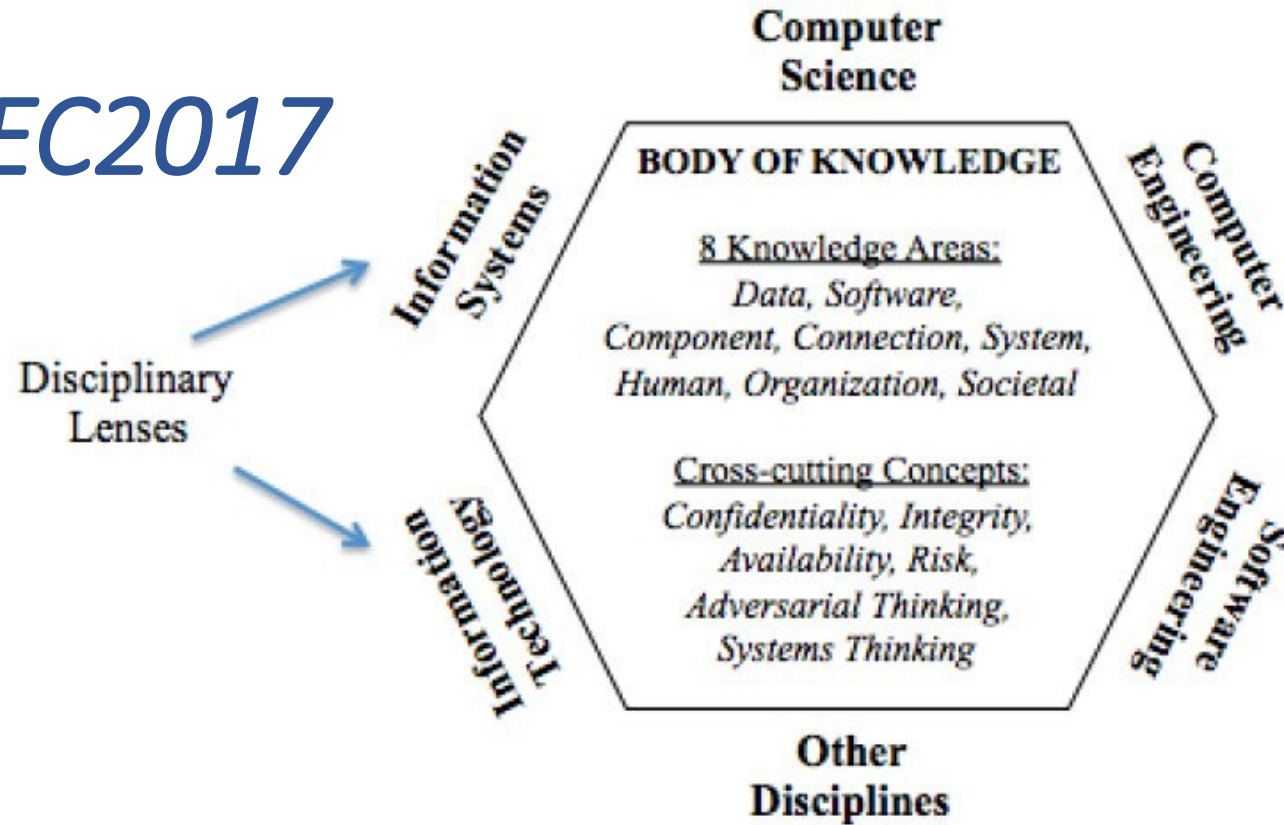 EC2017
Computer
Science
Information
Systems
Computer
Engineering
BODY OF KNOWLEDGE
8 Knowledge Areas:
Data, Software,
Component, Connection, System,
Human, Organization, Societal
Disciplinary
Lenses
Cross-cutting Concepts:
Confidentiality, Integrity,
Availability, Risk,
Adversarial Thinking,
Systems Thinking
Information
Technology
Software
Engineering
Other
Disciplines